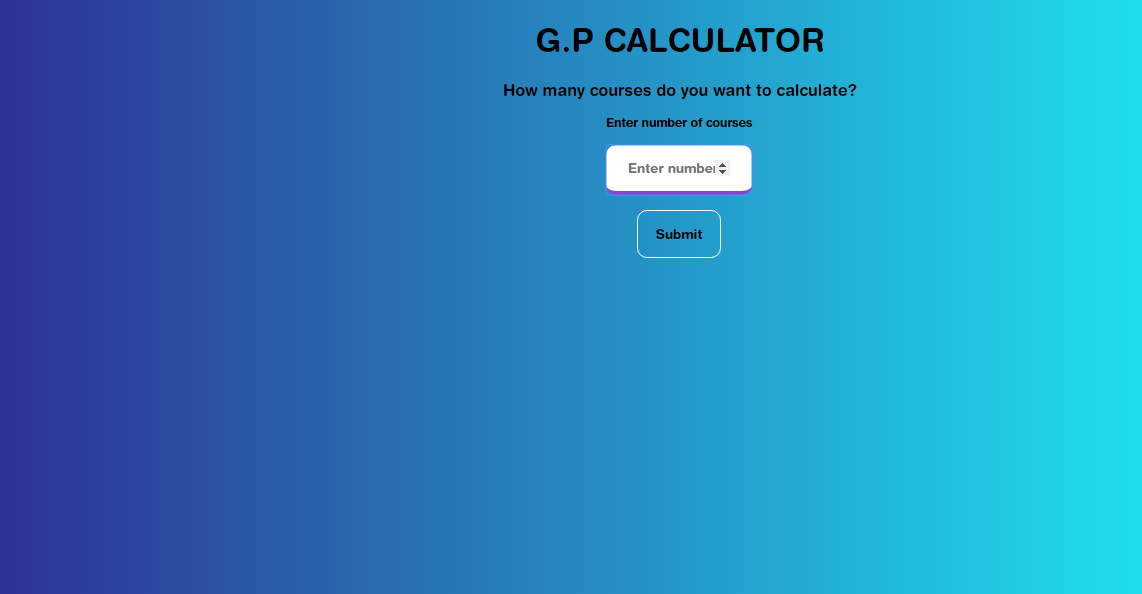 G.P CALCULATOR
How many courses do you want to calculate?
Enter number of courses
Enter number
Submit